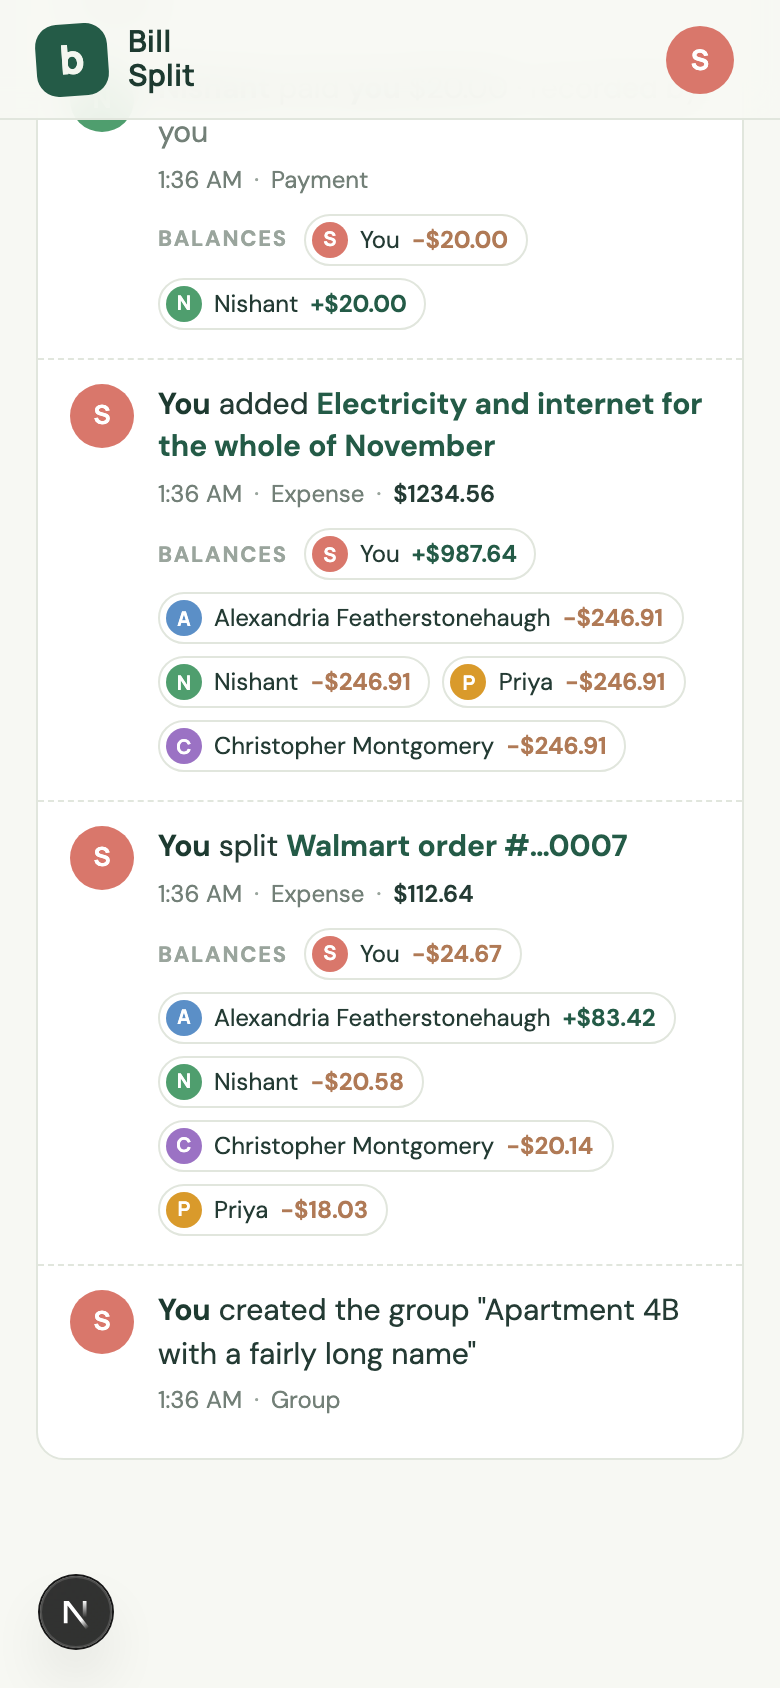 b
Bill
Split
S
you
1:36 AM · Payment
BALANCES S You −$20.00
N Nishant +$20.00
S
You added Electricity and internet for
the whole of November
1:36 AM · Expense · $1234.56
BALANCES S You +$987.64
A Alexandria Featherstonehaugh −$246.91
N Nishant −$246.91 P Priya −$246.91
C Christopher Montgomery −$246.91
S
You split Walmart order #…0007
1:36 AM · Expense · $112.64
BALANCES S You −$24.67
A Alexandria Featherstonehaugh +$83.42
N Nishant −$20.58
C Christopher Montgomery −$20.14
P Priya −$18.03
S
You created the group "Apartment 4B
with a fairly long name"
1:36 AM · Group
N